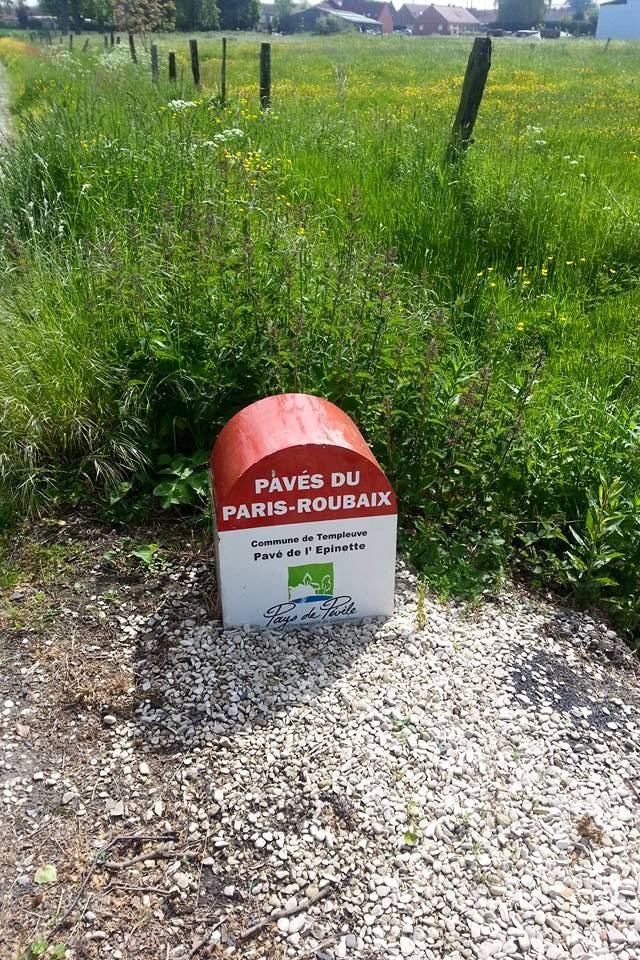 PAVÉS DU
PARIS-ROUBAIX
Commune de Templeuve
Pavé de l' Epinette
Pays de Pévèle